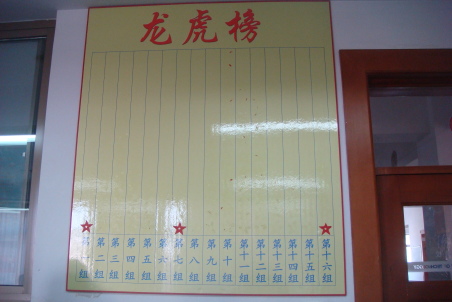 龙虎榜
第一组
第二组
第三组
第四组
第五组
第六组
第七组
第八组
第九组
第十组
第十一组
第十二组
第十三组
第十四组
第十五组
第十六组